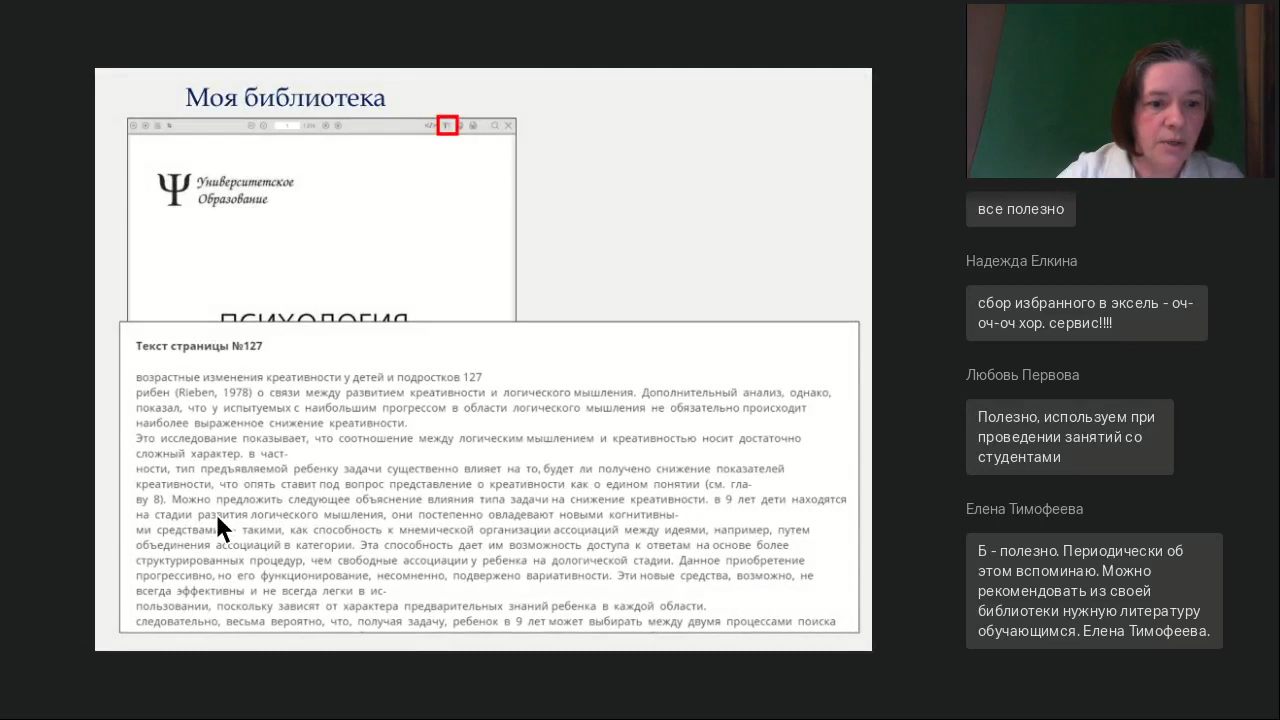 Моя библиотека
Университетское
Образование
ПСИХОЛОГИЯ
Текст страницы №127
возрастные изменения креативности у детей и подростков 127
рибен (Rieben, 1978) о связи между развитием креативности и логического мышления. Дополнительный анализ, однако,
показал, что у испытуемых с наибольшим прогрессом в области логического мышления не обязательно происходит
наиболее выраженное снижение креативности.
Это исследование показывает, что соотношение между логическим мышлением и креативностью носит достаточно
сложный характер. в част-
ности, тип предъявляемой ребенку задачи существенно влияет на то, будет ли получено снижение показателей
креативности, что опять ставит под вопрос представление о креативности как о едином понятии (см. гла-
ву 8). Можно предложить следующее объяснение влияния типа задачи на снижение креативности. в 9 лет дети находятся
на стадии развития логического мышления, они постепенно овладевают новыми когнитивны-
ми средствами - такими, как способность к мнемической организации ассоциаций между идеями, например, путем
объединения ассоциаций в категории. Эта способность дает им возможность доступа к ответам на основе более
структурированных процедур, чем свободные ассоциации у ребенка на дологической стадии. Данное приобретение
прогрессивно, но его функционирование, несомненно, подвержено вариативности. Эти новые средства, возможно, не
всегда эффективны и не всегда легки в ис-
пользовании, поскольку зависят от характера предварительных знаний ребенка в каждой области.
следовательно, весьма вероятно, что, получая задачу, ребенок в 9 лет может выбирать между двумя процессами поиска
все полезно
Надежда Елкина
сбор избранного в эксель - оч-
оч-оч хор. сервис!!!!
Любовь Первова
Полезно, используем при
проведении занятий со
студентами
Елена Тимофеева
Б - полезно. Периодически об
этом вспоминаю. Можно
рекомендовать из своей
библиотеки нужную литературу
обучающимся. Елена Тимофеева.